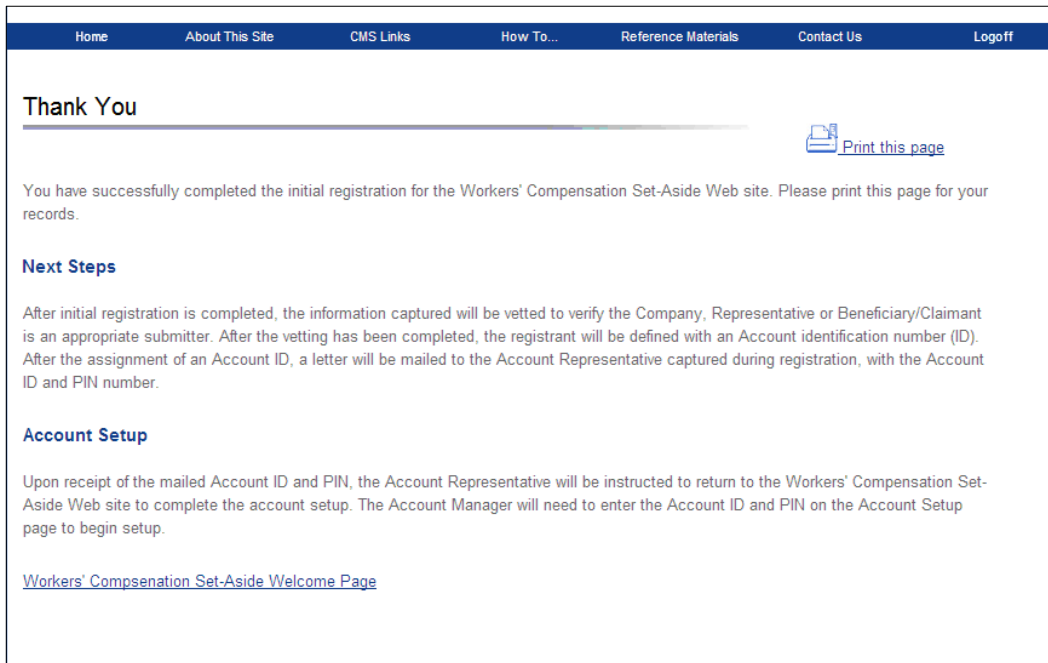 Home About This Site CMS Links How To... Reference Materials Contact Us Logoff
Thank You
Print this page
You have successfully completed the initial registration for the Workers' Compensation Set-Aside Web site. Please print this page for your
records.
Next Steps
After initial registration is completed, the information captured will be vetted to verify the Company, Representative or Beneficiary/Claimant
is an appropriate submitter. After the vetting has been completed, the registrant will be defined with an Account identification number (ID).
After the assignment of an Account ID, a letter will be mailed to the Account Representative captured during registration, with the Account
ID and PIN number.
Account Setup
Upon receipt of the mailed Account ID and PIN, the Account Representative will be instructed to return to the Workers' Compensation Set-
Aside Web site to complete the account setup. The Account Manager will need to enter the Account ID and PIN on the Account Setup
page to begin setup.
Workers' Compsenation Set-Aside Welcome Page